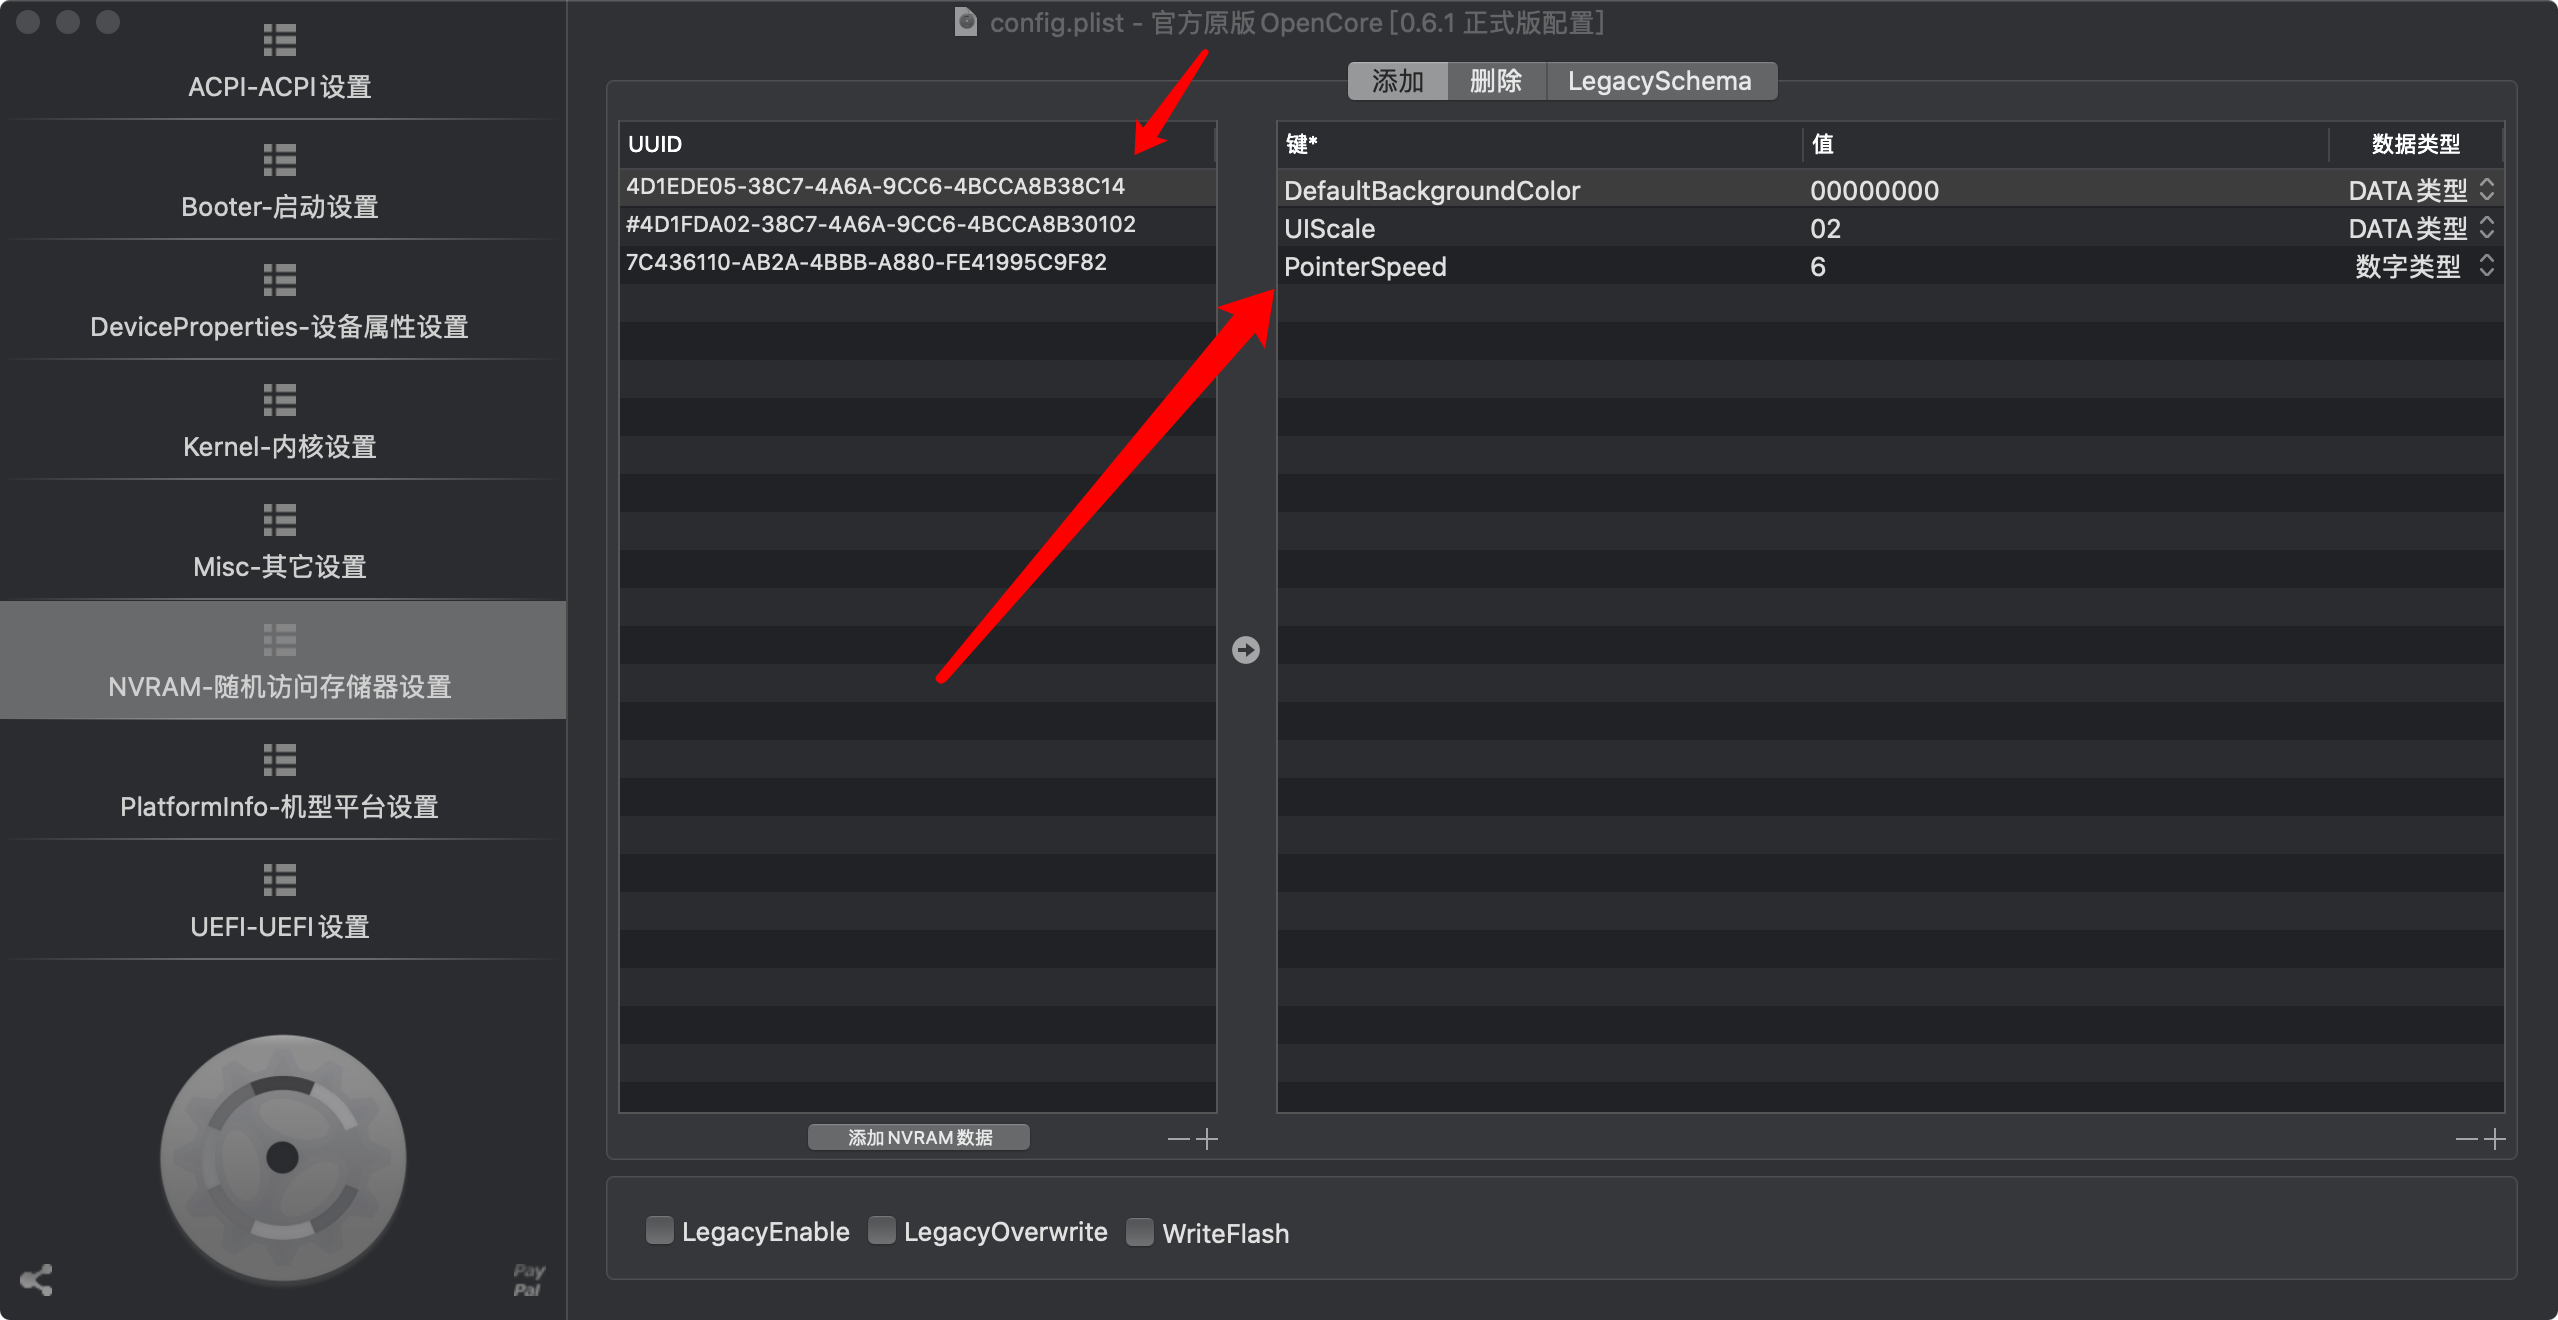 config.plist - 官方原版 OpenCore [0.6.1 正式版配置]
ACPI-ACPI 设置
Booter-启动设置
DeviceProperties-设备属性设置
Kernel-内核设置
Misc-其它设置
NVRAM-随机访问存储器设置
PlatformInfo-机型平台设置
UEFI-UEFI 设置
Pay
Pal
添加 删除 LegacySchema
UUID
4D1EDE05-38C7-4A6A-9CC6-4BCCA8B38C14
#4D1FDA02-38C7-4A6A-9CC6-4BCCA8B30102
7C436110-AB2A-4BBB-A880-FE41995C9F82
添加 NVRAM 数据
键* 值 数据类型
DefaultBackgroundColor 00000000 DATA 类型
UIScale 02 DATA 类型
PointerSpeed 6 数字类型
LegacyEnable LegacyOverwrite WriteFlash